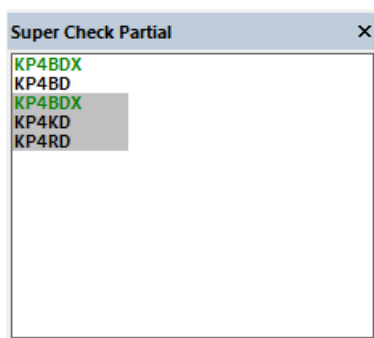 Super Check Partial
KP4BDX
KP4BD
KP4BDX
KP4KD
KP4RD